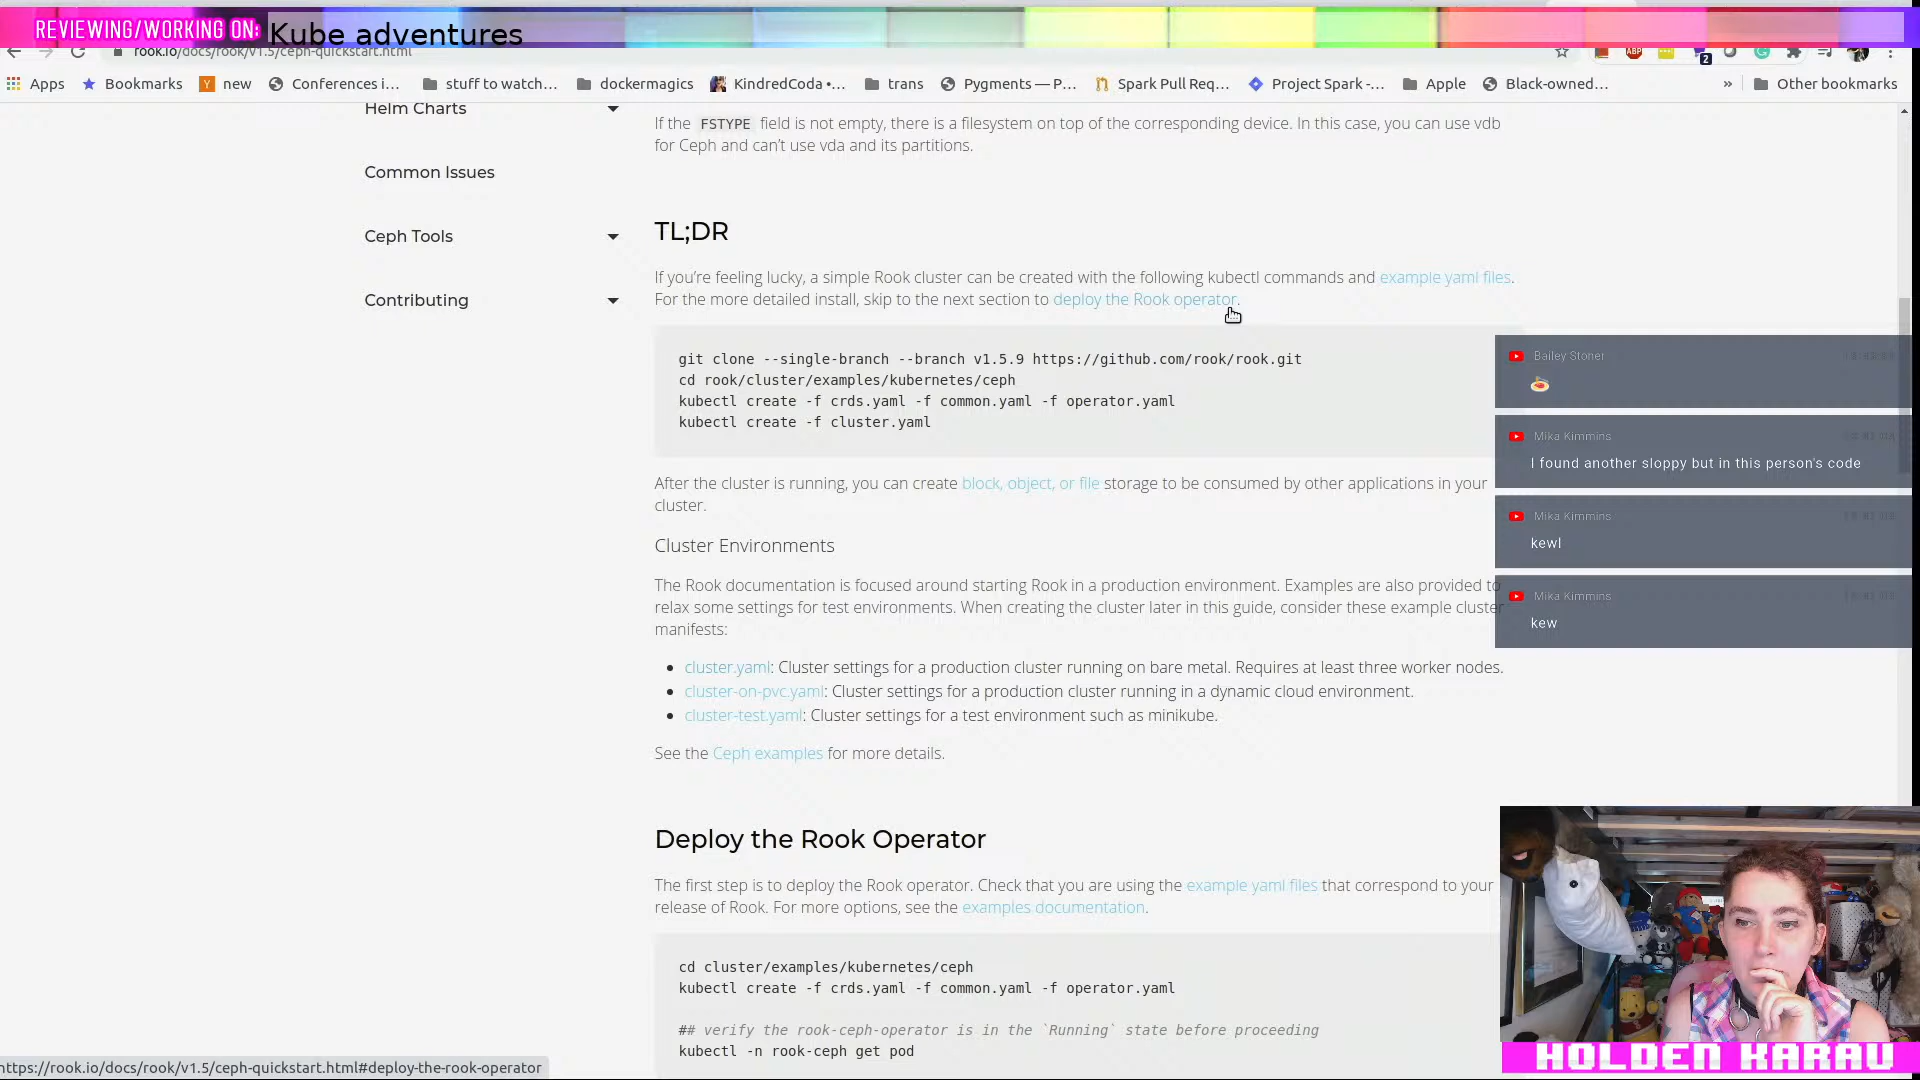 REVIEWING/WORKING ON: Kube adventures
rook.io/docs/rook/v1.5/ceph-quickstart.html
ABP
2
Apps
Bookmarks
new
Conferences i...
stuff to watch...
dockermagics
KindredCoda •...
trans
Pygments — P...
Spark Pull Req...
Project Spark -...
Apple
Black-owned...
»
Other bookmarks
Helm Charts
Common Issues
Ceph Tools
Contributing
If the FSTYPE field is not empty, there is a filesystem on top of the corresponding device. In this case, you can use vdb
for Ceph and can’t use vda and its partitions.
TL;DR
If you’re feeling lucky, a simple Rook cluster can be created with the following kubectl commands and example yaml files.
For the more detailed install, skip to the next section to deploy the Rook operator.
git clone --single-branch --branch v1.5.9 https://github.com/rook/rook.git
cd rook/cluster/examples/kubernetes/ceph
kubectl create -f crds.yaml -f common.yaml -f operator.yaml
kubectl create -f cluster.yaml
After the cluster is running, you can create block, object, or file storage to be consumed by other applications in your
cluster.
Cluster Environments
The Rook documentation is focused around starting Rook in a production environment. Examples are also provided to
relax some settings for test environments. When creating the cluster later in this guide, consider these example cluster
manifests:
• cluster.yaml: Cluster settings for a production cluster running on bare metal. Requires at least three worker nodes.
• cluster-on-pvc.yaml: Cluster settings for a production cluster running in a dynamic cloud environment.
• cluster-test.yaml: Cluster settings for a test environment such as minikube.
See the Ceph examples for more details.
Deploy the Rook Operator
The first step is to deploy the Rook operator. Check that you are using the example yaml files that correspond to your
release of Rook. For more options, see the examples documentation.
cd cluster/examples/kubernetes/ceph
kubectl create -f crds.yaml -f common.yaml -f operator.yaml
## verify the rook-ceph-operator is in the `Running` state before proceeding
kubectl -n rook-ceph get pod
Bailey Stoner
Mika Kimmins
I found another sloppy but in this person's code
Mika Kimmins
kewl
Mika Kimmins
kew
HOLDEN KARAU
https://rook.io/docs/rook/v1.5/ceph-quickstart.html#deploy-the-rook-operator